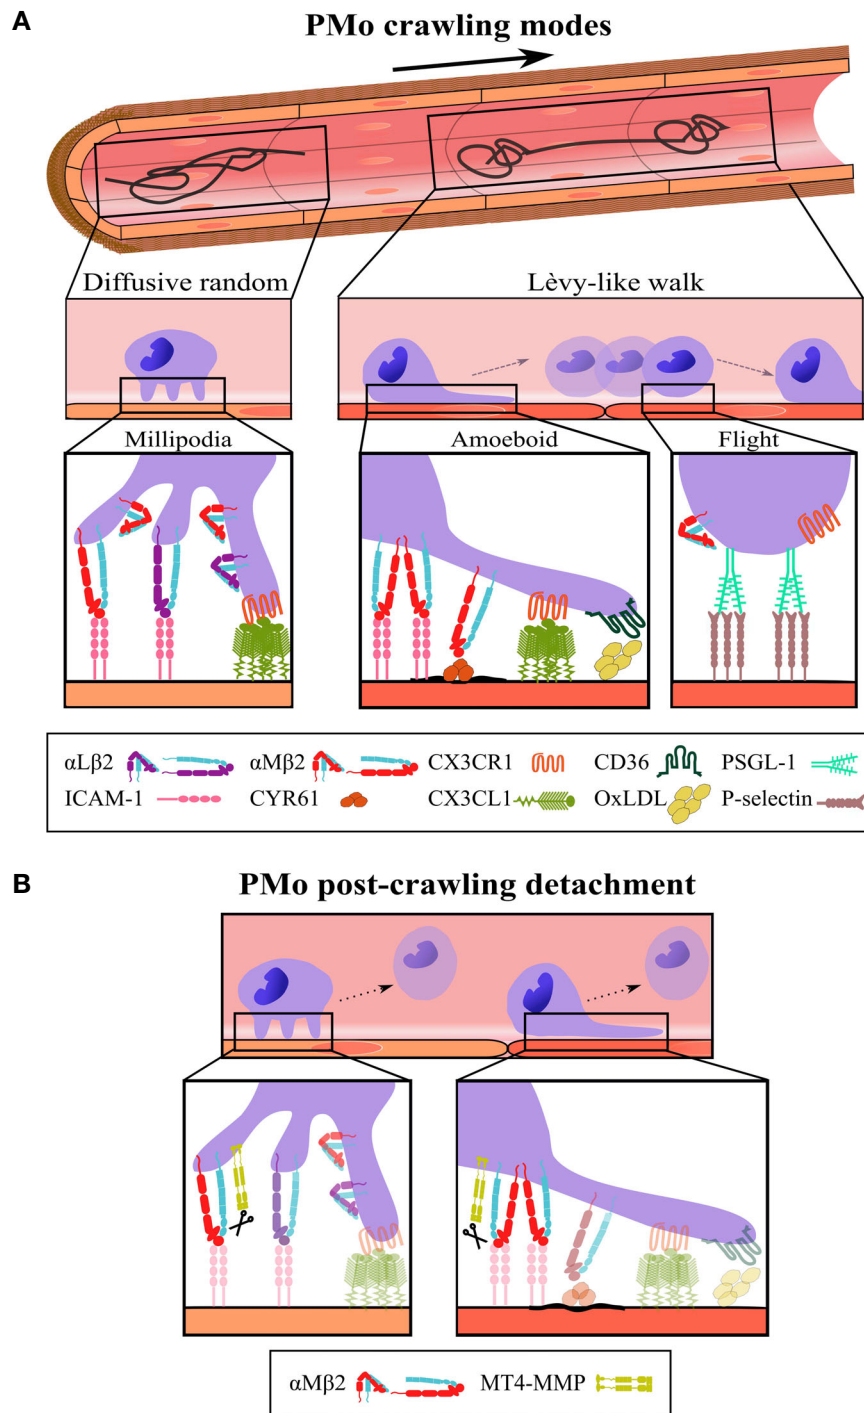 A
PMo crawling modes
Diffusive random
Lèvy-like walk
Millipodia
Amoeboid
Flight
αLβ2 αMβ2 CX3CR1 CD36 PSGL-1
ICAM-1 CYR61 CX3CL1 OxLDL P-selectin
B
PMo post-crawling detachment
αMβ2 MT4-MMP